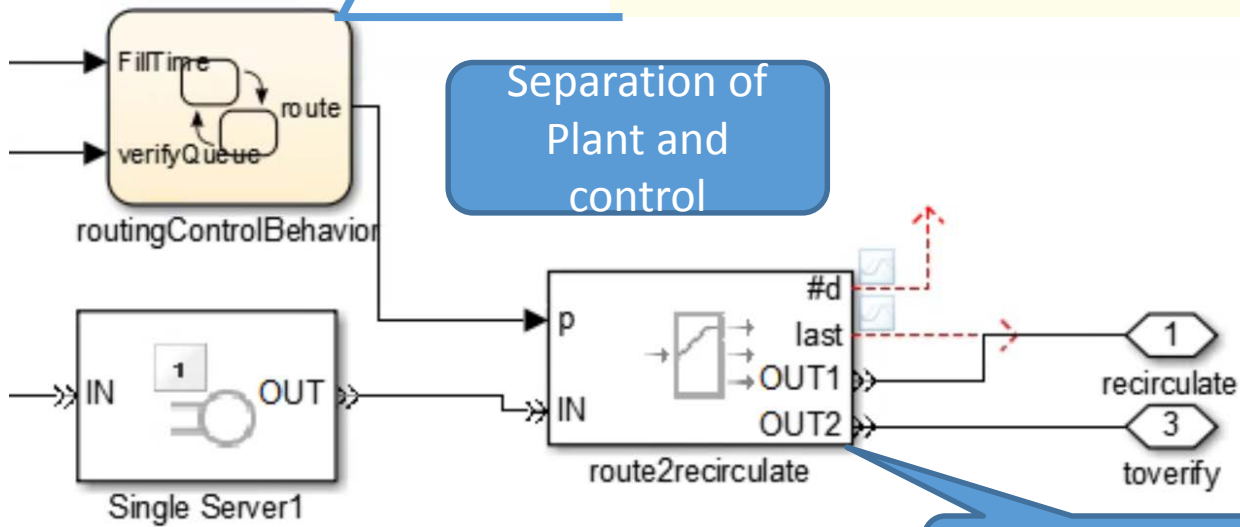 FillTime
route
verifyQueue
routingControlBehavior
Separation of
Plant and
control
1
IN
OUT
Single Server1
p
IN
#d
last
OUT1
OUT2
route2recirculate
1
recirculate
3
toverify